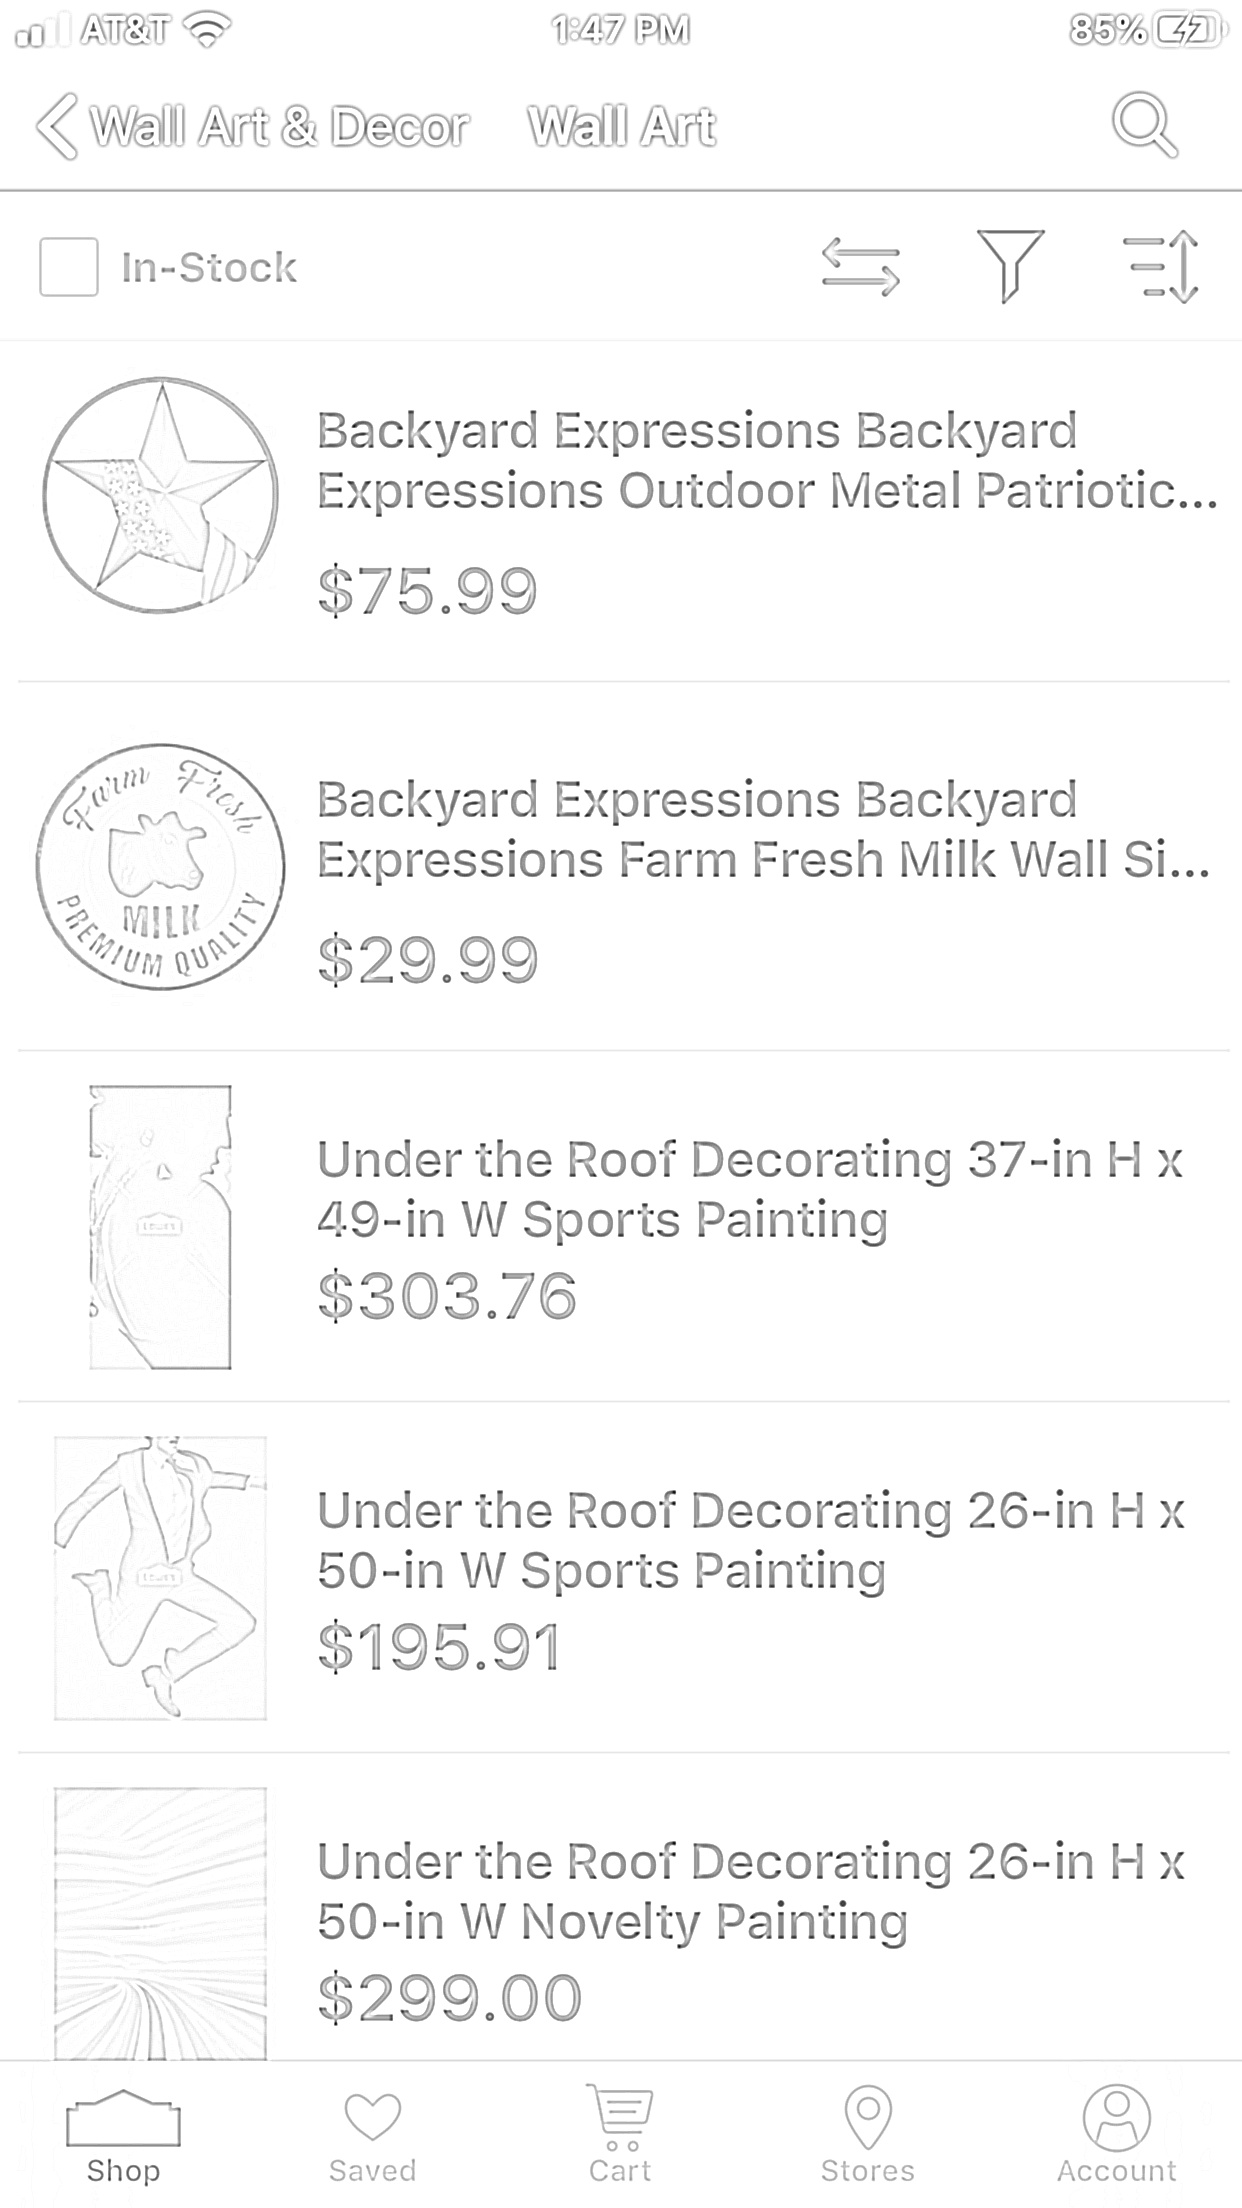 AT&T 1:47 PM 85%
Wall Art & Decor Wall Art
In-Stock
Backyard Expressions Backyard
Expressions Outdoor Metal Patriotic...
$75.99
Farm Fresh
MILK
PREMIUM QUALITY
Backyard Expressions Backyard
Expressions Farm Fresh Milk Wall Si...
$29.99
Under the Roof Decorating 37-in H x
49-in W Sports Painting
$303.76
Under the Roof Decorating 26-in H x
50-in W Sports Painting
$195.91
Under the Roof Decorating 26-in H x
50-in W Novelty Painting
$299.00
Shop Saved Cart Stores Account